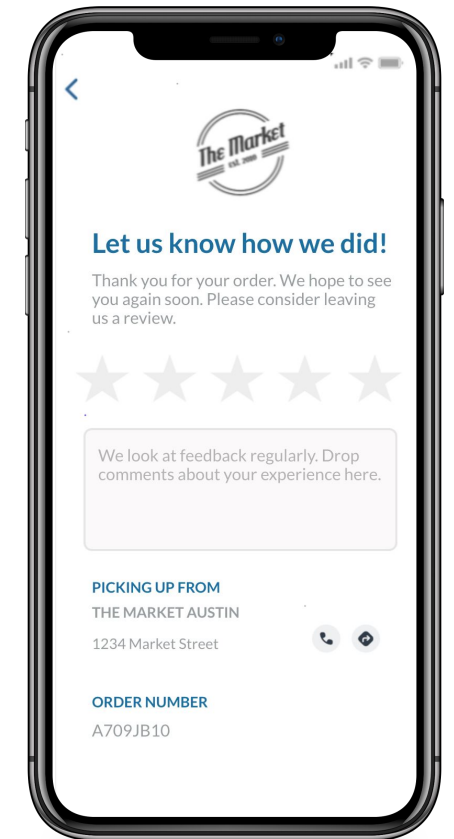 The Market
EST. 2008
Let us know how we did!
Thank you for your order. We hope to see
you again soon. Please consider leaving
us a review.
We look at feedback regularly. Drop
comments about your experience here.
PICKING UP FROM
THE MARKET AUSTIN
1234 Market Street
ORDER NUMBER
A709JB10